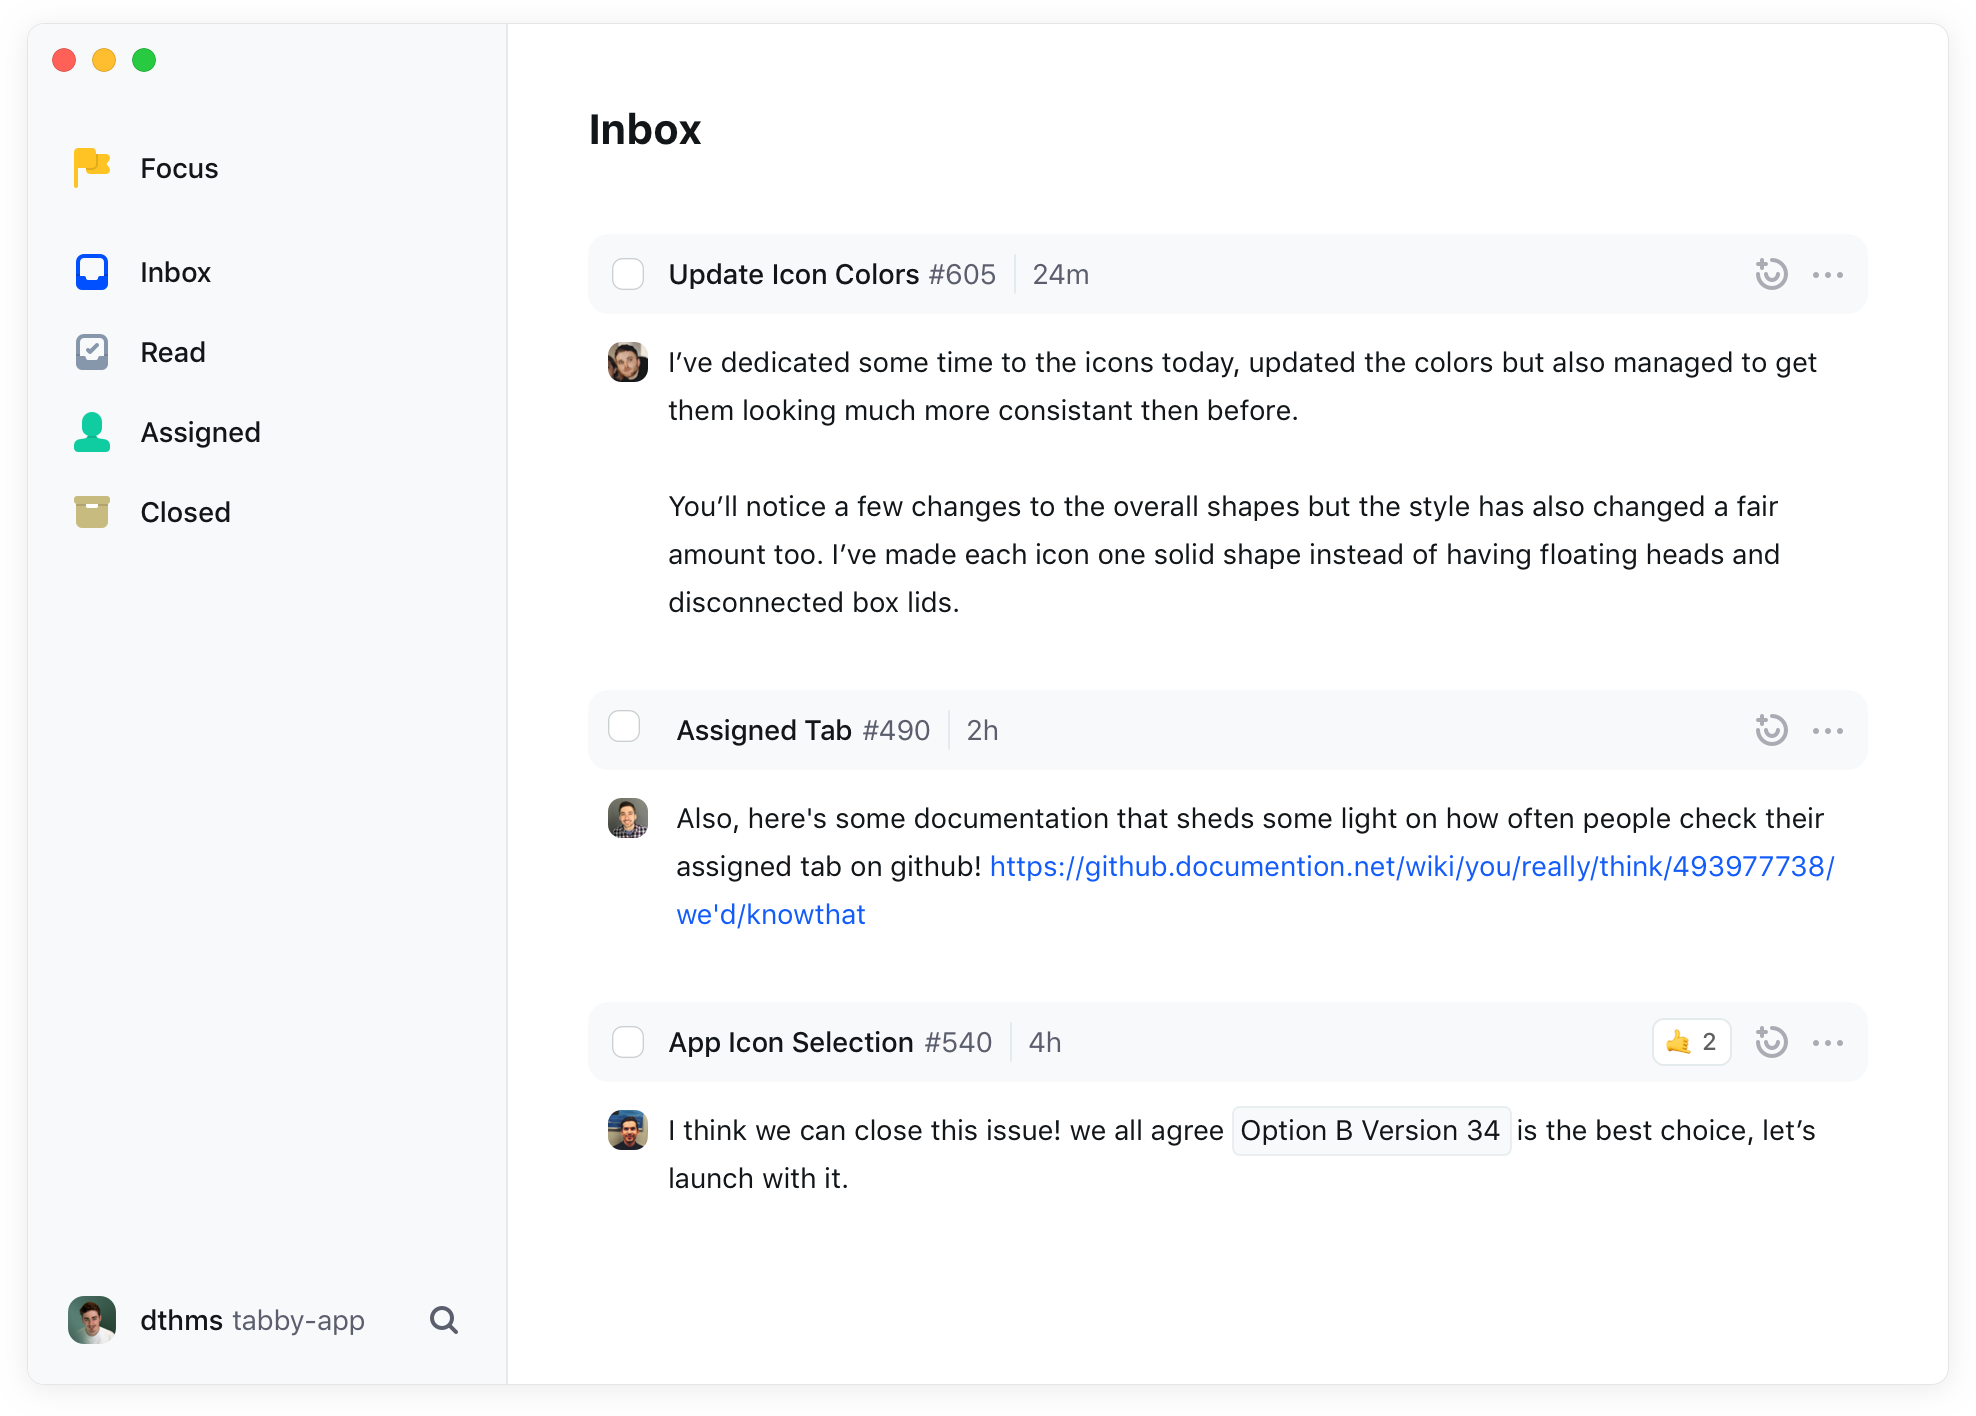 Focus
Inbox
Read
Assigned
Closed
dthms tabby-app
Inbox
Update Icon Colors #605 24m
I’ve dedicated some time to the icons today, updated the colors but also managed to get
them looking much more consistant then before.
You’ll notice a few changes to the overall shapes but the style has also changed a fair
amount too. I’ve made each icon one solid shape instead of having floating heads and
disconnected box lids.
Assigned Tab #490 2h
Also, here's some documentation that sheds some light on how often people check their
assigned tab on github! https://github.documention.net/wiki/you/really/think/493977738/
we'd/knowthat
App Icon Selection #540 4h 🤙 2
I think we can close this issue! we all agree Option B Version 34 is the best choice, let’s
launch with it.